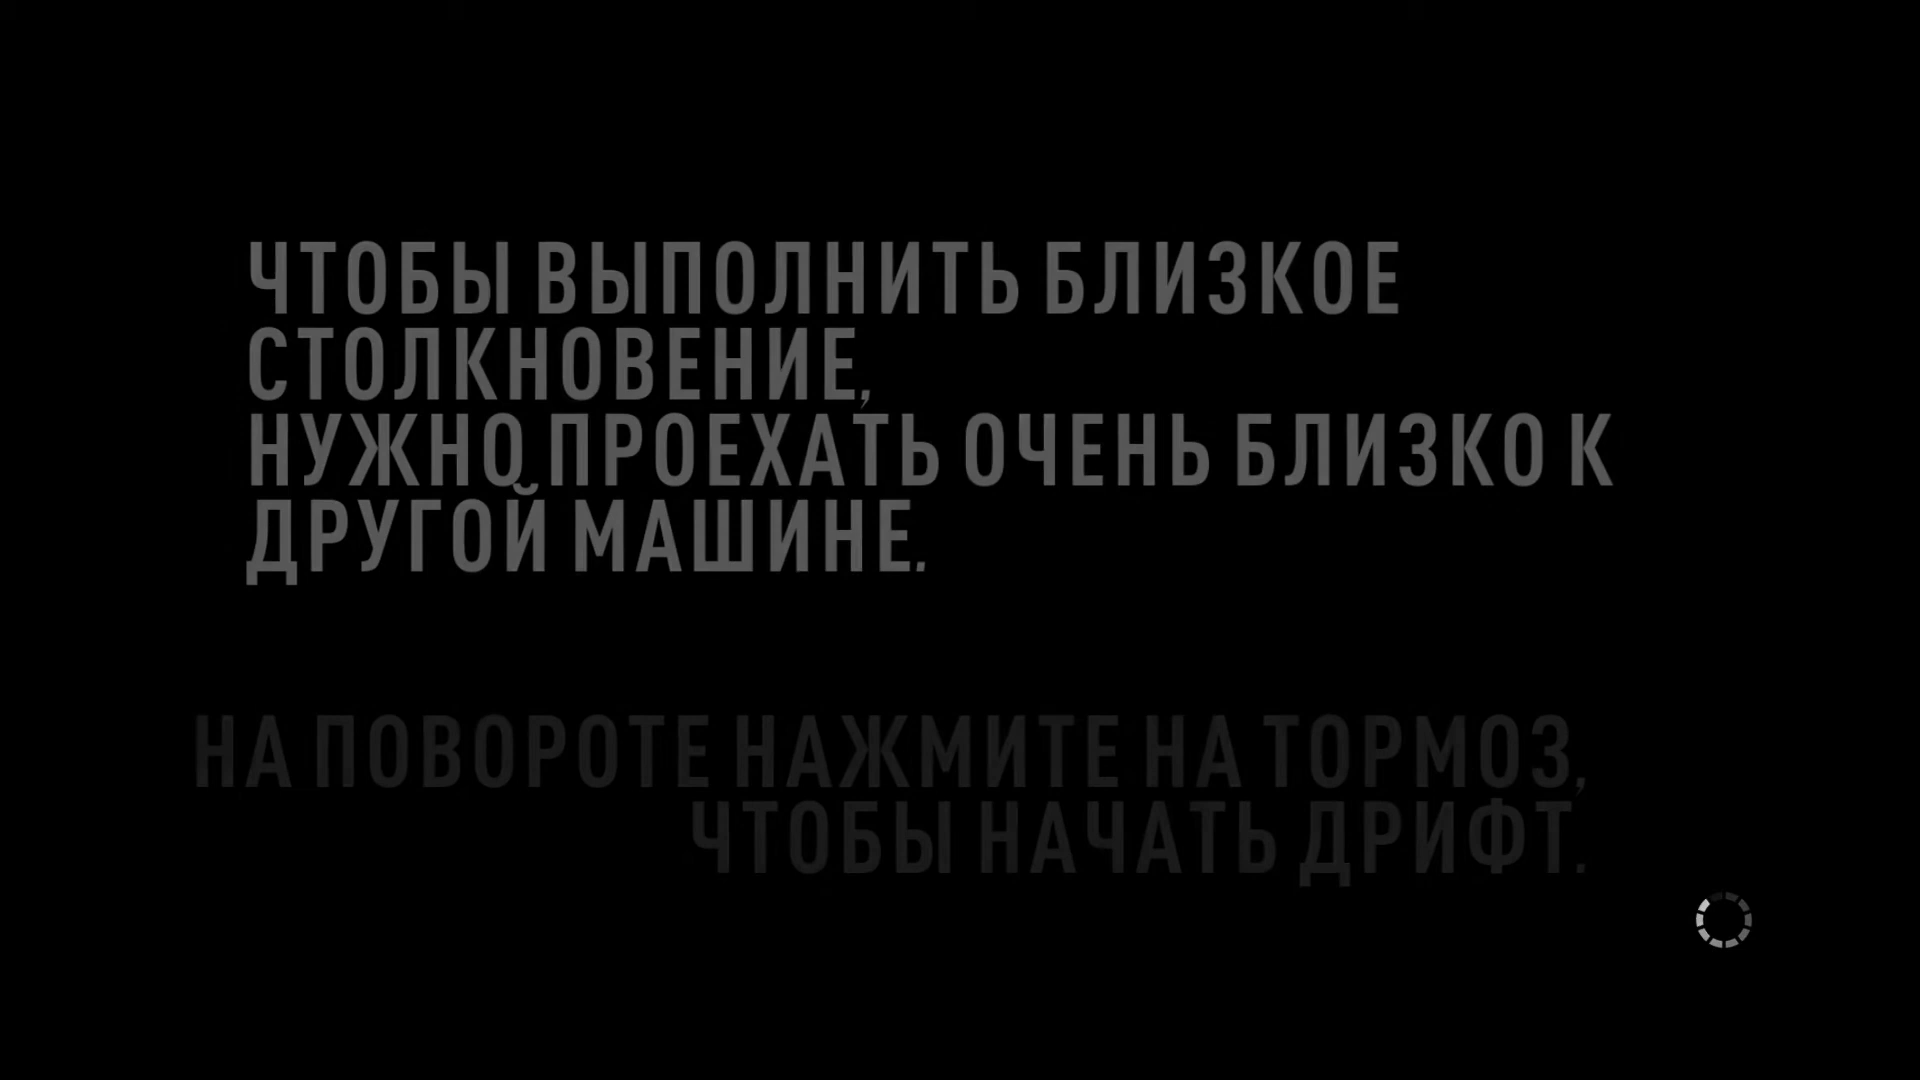 ЧТОБЫ ВЫПОЛНИТЬ БЛИЗКОЕ
СТОЛКНОВЕНИЕ,
НУЖНО ПРОЕХАТЬ ОЧЕНЬ БЛИЗКО К
ДРУГОЙ МАШИНЕ.
НА ПОВОРОТЕ НАЖМИТЕ НА ТОРМОЗ,
ЧТОБЫ НАЧАТЬ ДРИФТ.